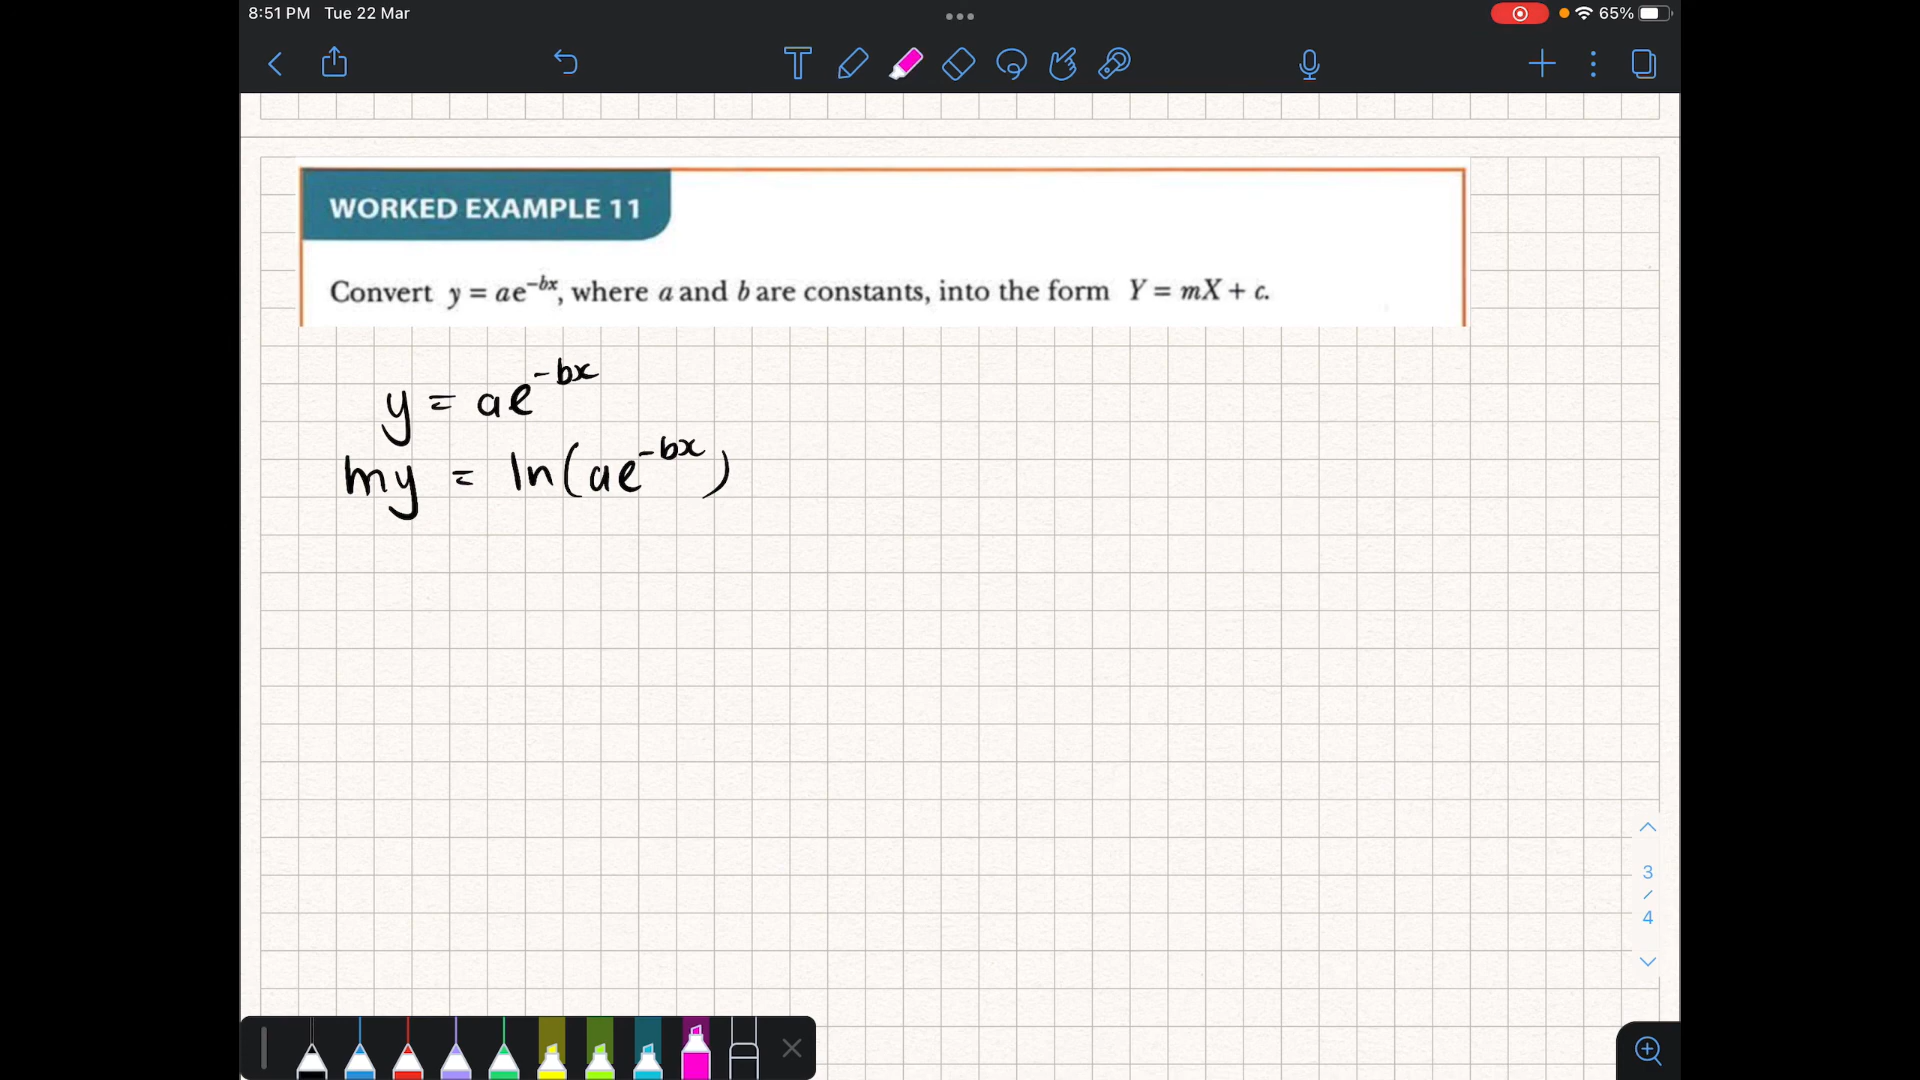 8:51 PM Tue 22 Mar
65%
WORKED EXAMPLE 11
Convert y = ae^{-bx}, where a and b are constants, into the form Y = mX + c.
y = ae^{-bx}
lny = ln(ae^{-bx})
3
/
4